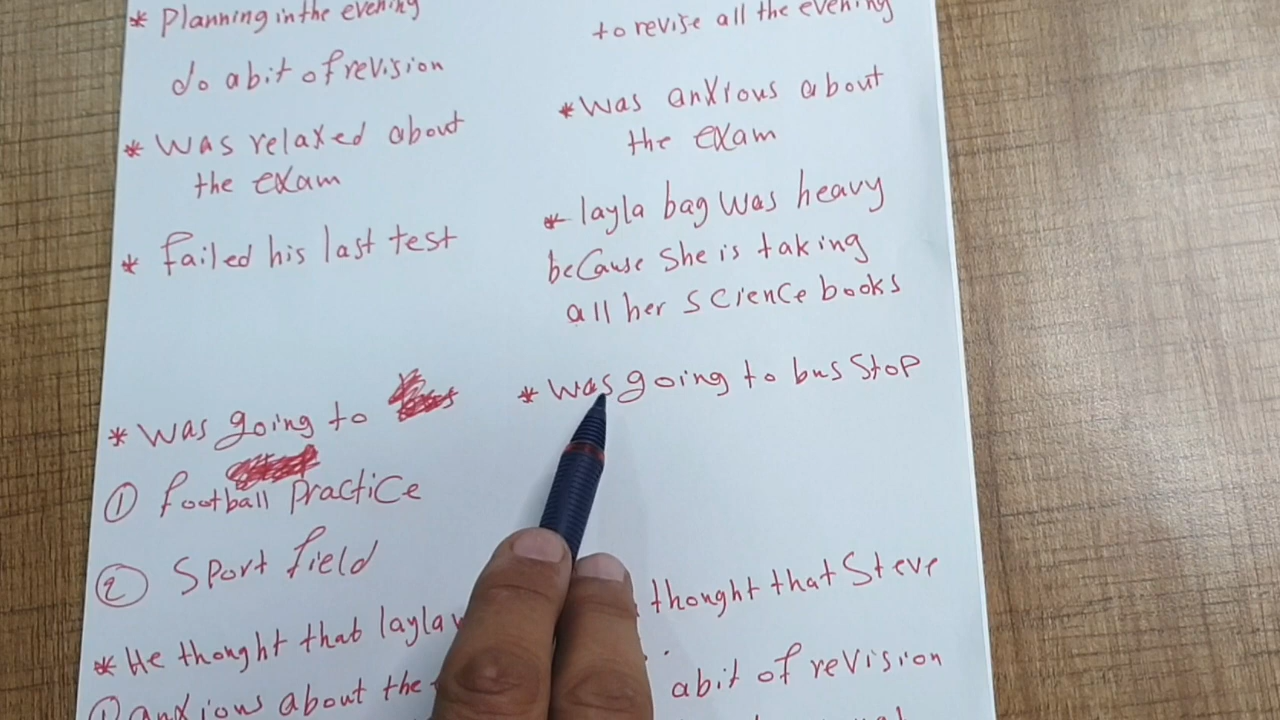 * Planning in the evening
do a bit of revision
* was relaxed about
the exam
* failed his last test
* was going to
① football practice
② sport field
* He thought that layla
① anxious about the
to revise all the evening
* was anxious about
the exam
* layla bag was heavy
because she is taking
all her science books
* was going to bus stop
thought that Steve
a bit of revision